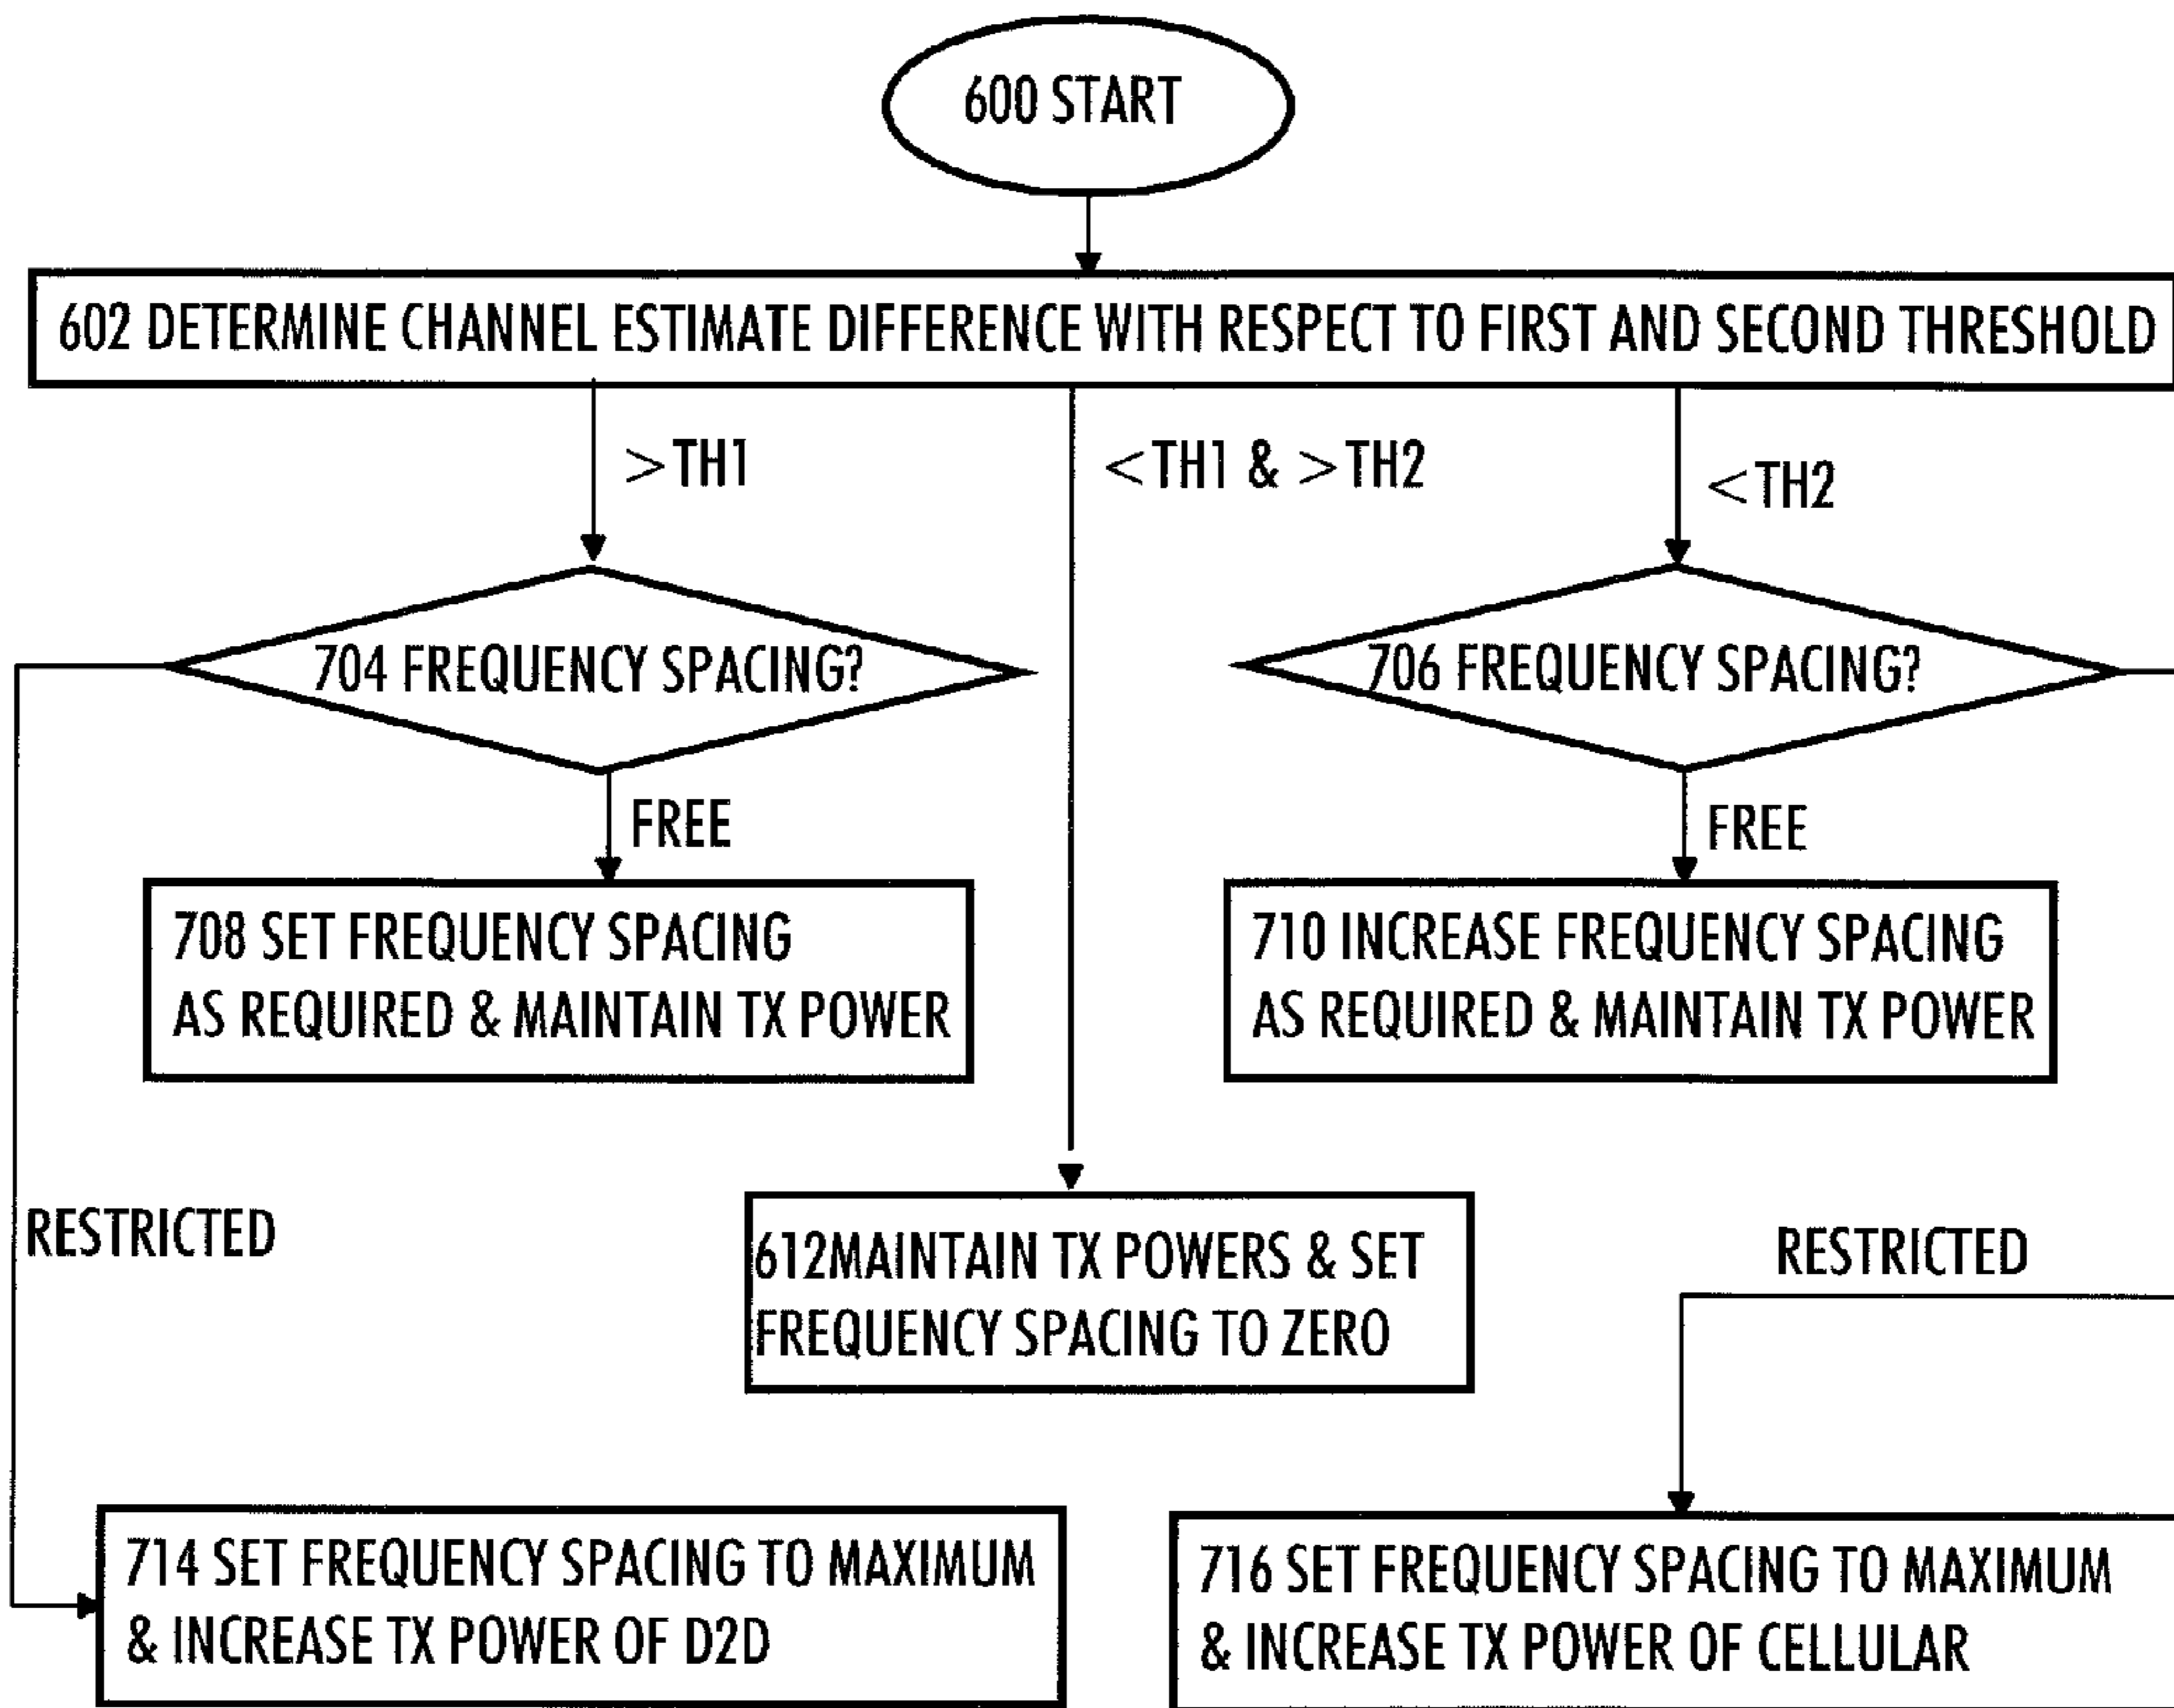 600 START
602 DETERMINE CHANNEL ESTIMATE DIFFERENCE WITH RESPECT TO FIRST AND SECOND THRESHOLD
>TH1
<TH1 & >TH2
<TH2
704 FREQUENCY SPACING?
706 FREQUENCY SPACING?
FREE
FREE
708 SET FREQUENCY SPACING
AS REQUIRED & MAINTAIN TX POWER
710 INCREASE FREQUENCY SPACING
AS REQUIRED & MAINTAIN TX POWER
RESTRICTED
612MAINTAIN TX POWERS & SET
FREQUENCY SPACING TO ZERO
RESTRICTED
714 SET FREQUENCY SPACING TO MAXIMUM
& INCREASE TX POWER OF D2D
716 SET FREQUENCY SPACING TO MAXIMUM
& INCREASE TX POWER OF CELLULAR